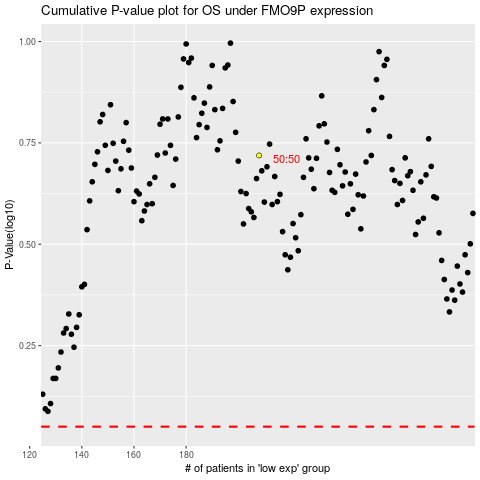 Cumulative P-value plot for OS under FMO9P expression
P-Value(log10)
1.00
0.75
0.50
0.25
50:50
120 140 160 180
# of patients in 'low exp' group